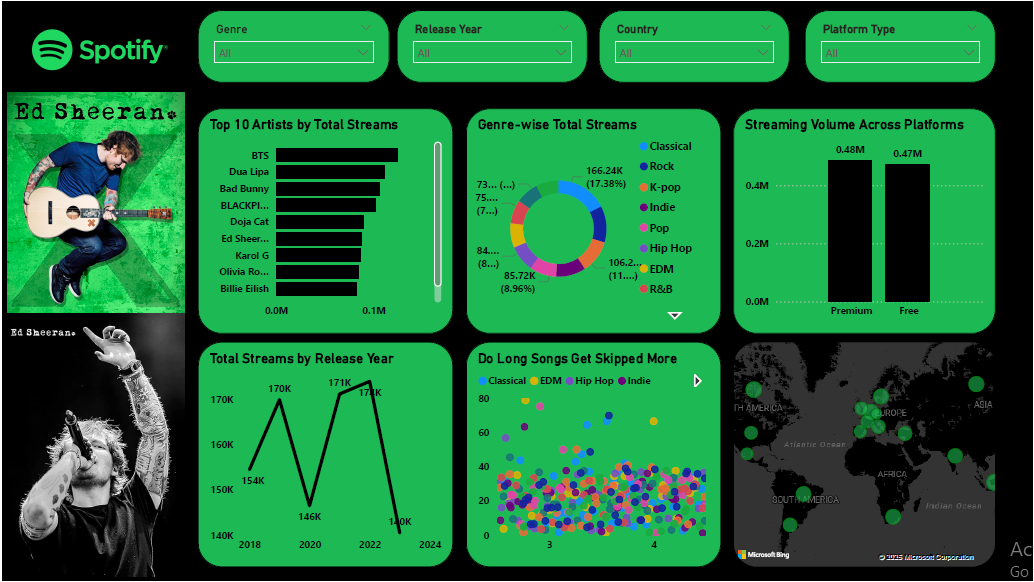 Spotify
Genre
All
Release Year
All
Country
All
Platform Type
All
Ed Sheeran.
Ed Sheeran.
Top 10 Artists by Total Streams
BTS
Dua Lipa
Bad Bunny
BLACKPI...
Doja Cat
Ed Sheer...
Karol G
Olivia Ro...
Billie Eilish
0.0M 0.1M
Genre-wise Total Streams
166.24K
(17.38%)
106.2...
(11....)
85.72K
(8.96%)
84....
(8...)
75....
(7...)
73... (...)
Classical
Rock
K-pop
Indie
Pop
Hip Hop
EDM
R&B
Streaming Volume Across Platforms
0.48M 0.47M
0.4M
0.2M
0.0M
Premium Free
Total Streams by Release Year
170K
160K
150K
140K
154K
170K
146K
171K
174K
140K
2018 2020 2022 2024
Do Long Songs Get Skipped More
Classical EDM Hip Hop Indie
80
60
40
20
0
3 4
TH AMERICA
EUROPE
ASIA
Atlantic Ocean
AFRICA
SOUTH AMERICA
Indian Ocean
Microsoft Bing
© 2025 Microsoft Corporation
Ac
Go